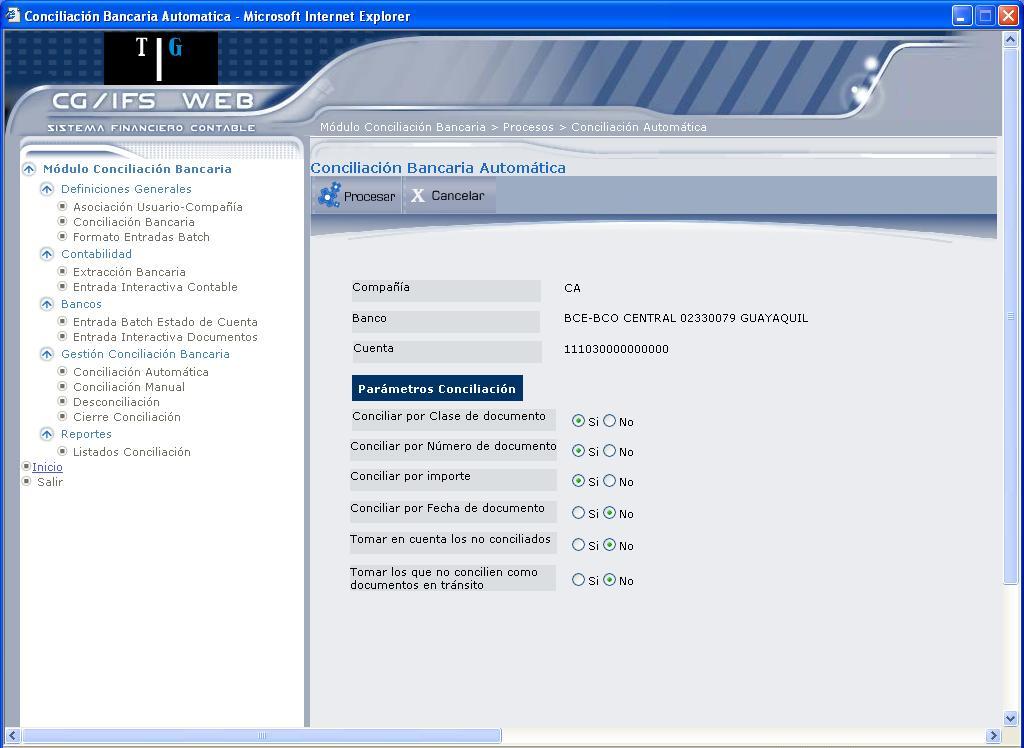 Conciliación Bancaria Automatica - Microsoft Internet Explorer
T G
CG/IFS WEB
SISTEMA FINANCIERO CONTABLE
Módulo Conciliación Bancaria > Procesos > Conciliación Automática
Módulo Conciliación Bancaria
Definiciones Generales
Asociación Usuario-Compañía
Conciliación Bancaria
Formato Entradas Batch
Contabilidad
Extracción Bancaria
Entrada Interactiva Contable
Bancos
Entrada Batch Estado de Cuenta
Entrada Interactiva Documentos
Gestión Conciliación Bancaria
Conciliación Automática
Conciliación Manual
Desconciliación
Cierre Conciliación
Reportes
Listados Conciliación
Inicio
Salir
Conciliación Bancaria Automática
Procesar X Cancelar
Compañía CA
Banco BCE-BCO CENTRAL 02330079 GUAYAQUIL
Cuenta 111030000000000
Parámetros Conciliación
Conciliar por Clase de documento Si No
Conciliar por Número de documento Si No
Conciliar por importe Si No
Conciliar por Fecha de documento Si No
Tomar en cuenta los no conciliados Si No
Tomar los que no concilien como
documentos en tránsito Si No